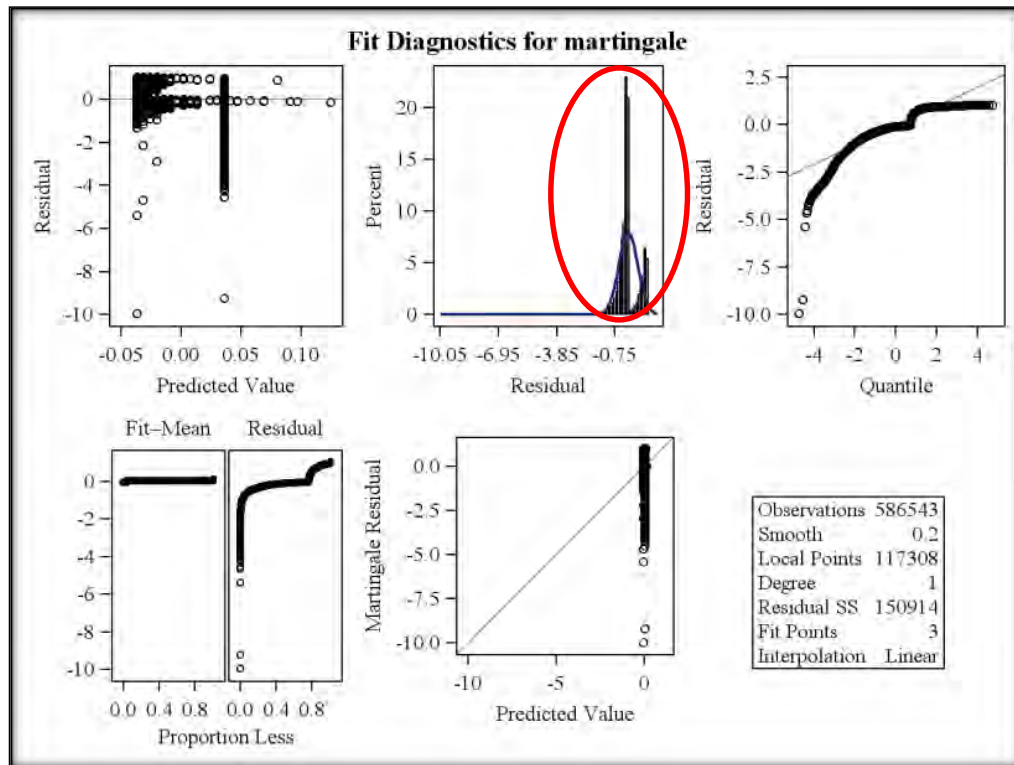 Fit Diagnostics for martingale
Residual
0
-2
-4
-6
-8
-10
-0.05 0.00 0.05 0.10
Predicted Value
Percent
20
15
10
5
0
-10.05 -6.95 -3.85 -0.75
Residual
Residual
2.5
0.0
-2.5
-5.0
-7.5
-10.0
-4 -2 0 2 4
Quantile
Fit–Mean Residual
0
-2
-4
-6
-8
-10
0.0 0.4 0.8 0.0 0.4 0.8
Proportion Less
Martingale Residual
0.0
-2.5
-5.0
-7.5
-10.0
-10 -5 0
Predicted Value
Observations 586543
Smooth 0.2
Local Points 117308
Degree 1
Residual SS 150914
Fit Points 3
Interpolation Linear